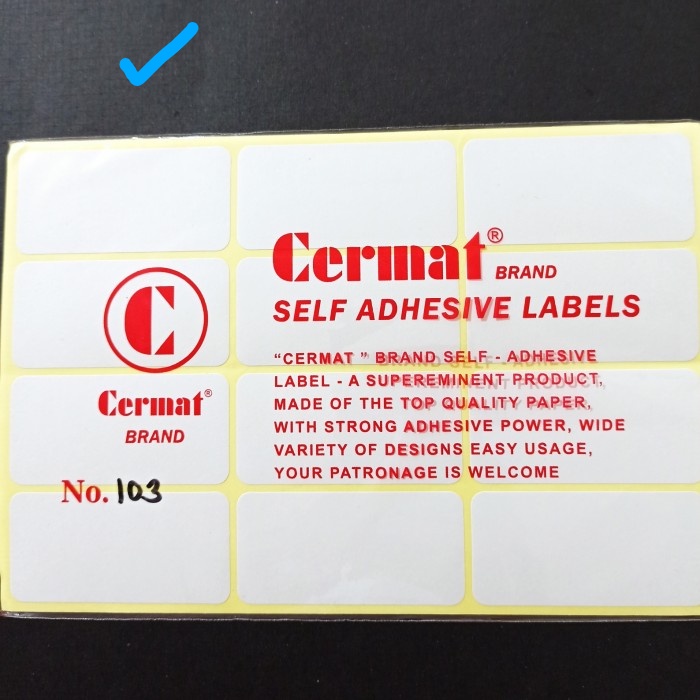 Cermat® BRAND
SELF ADHESIVE LABELS
"CERMAT " BRAND SELF - ADHESIVE
LABEL - A SUPEREMINENT PRODUCT,
MADE OF THE TOP QUALITY PAPER,
WITH STRONG ADHESIVE POWER, WIDE
VARIETY OF DESIGNS EASY USAGE,
YOUR PATRONAGE IS WELCOME
C
Cermat®
BRAND
No. 103